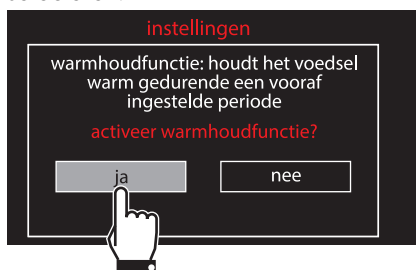 instellingen
warmhoudfunctie: houdt het voedsel
warm gedurende een vooraf
ingestelde periode
activeer warmhoudfunctie?
ja
nee